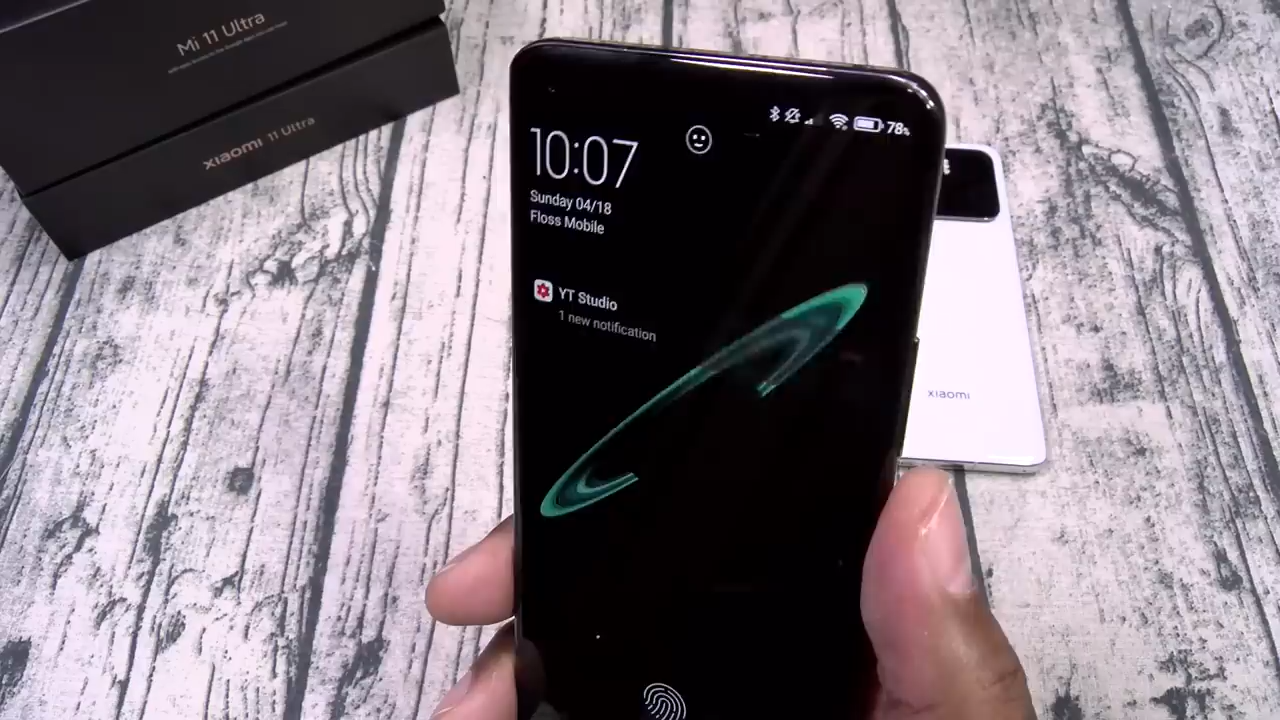 Mi 11 Ultra
xiaomi 11 Ultra
78%
10:07
Sunday 04/18
Floss Mobile
YT Studio
1 new notification
xiaomi